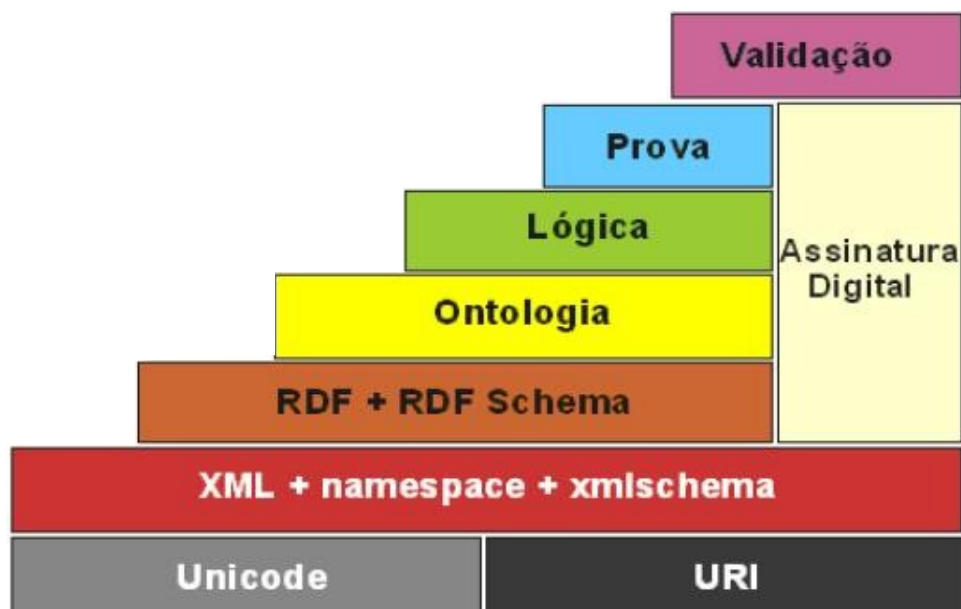 Validação
Prova
Lógica
Assinatura
Digital
Ontologia
RDF + RDF Schema
XML + namespace + xmlschema
Unicode
URI